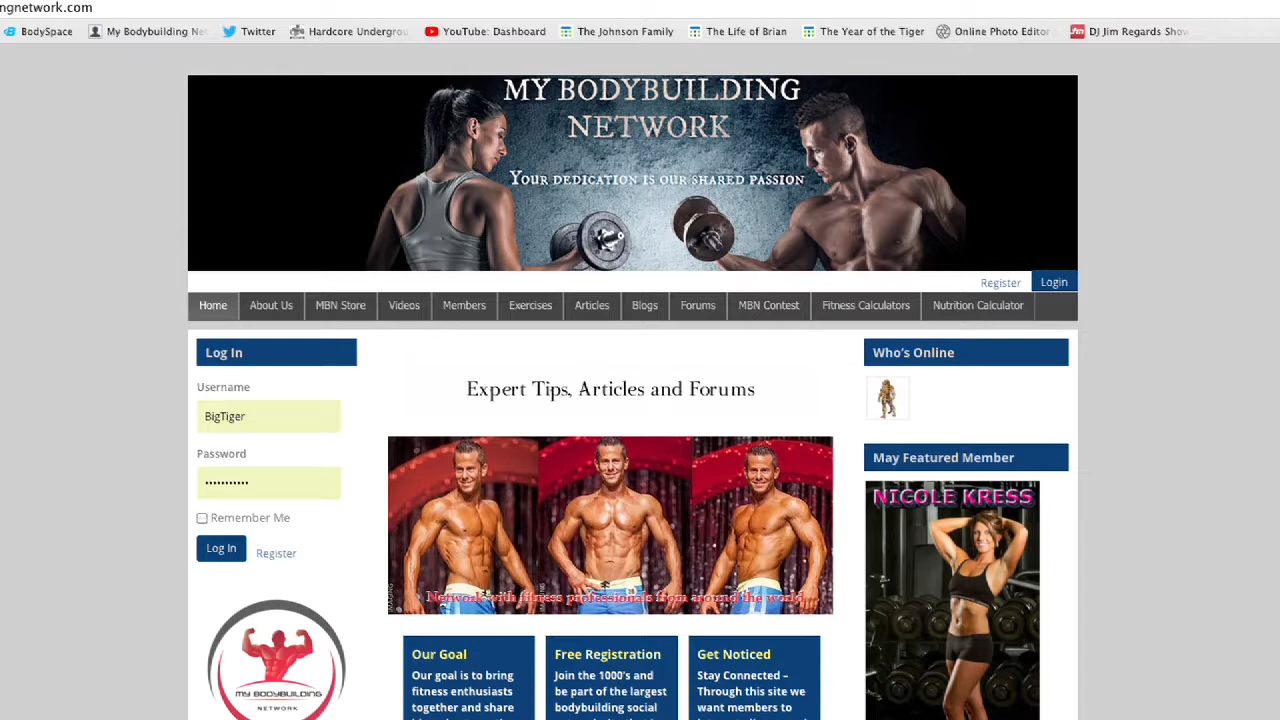 ngnetwork.com
BodySpace
My Bodybuilding Ne
Twitter
Hardcore Undergrou
YouTube: Dashboard
The Johnson Family
The Life of Brian
The Year of the Tiger
Online Photo Editor
DJ Jim Regards Show
MY BODYBUILDING
NETWORK
YOUR DEDICATION IS OUR SHARED PASSION
Register
Login
Home
About Us
MBN Store
Videos
Members
Exercises
Articles
Blogs
Forums
MBN Contest
Fitness Calculators
Nutrition Calculator
Log In
Username
BigTiger
Password
•••••••••••
Remember Me
Log In
Register
MY BODYBUILDING
NETWORK
Expert Tips, Articles and Forums
Network with fitness professionals from around the world
Our Goal
Our goal is to bring
fitness enthusiasts
together and share
Free Registration
Join the 1000's and
be part of the largest
bodybuilding social
Get Noticed
Stay Connected –
Through this site we
want members to
Who's Online
May Featured Member
NICOLE KRESS